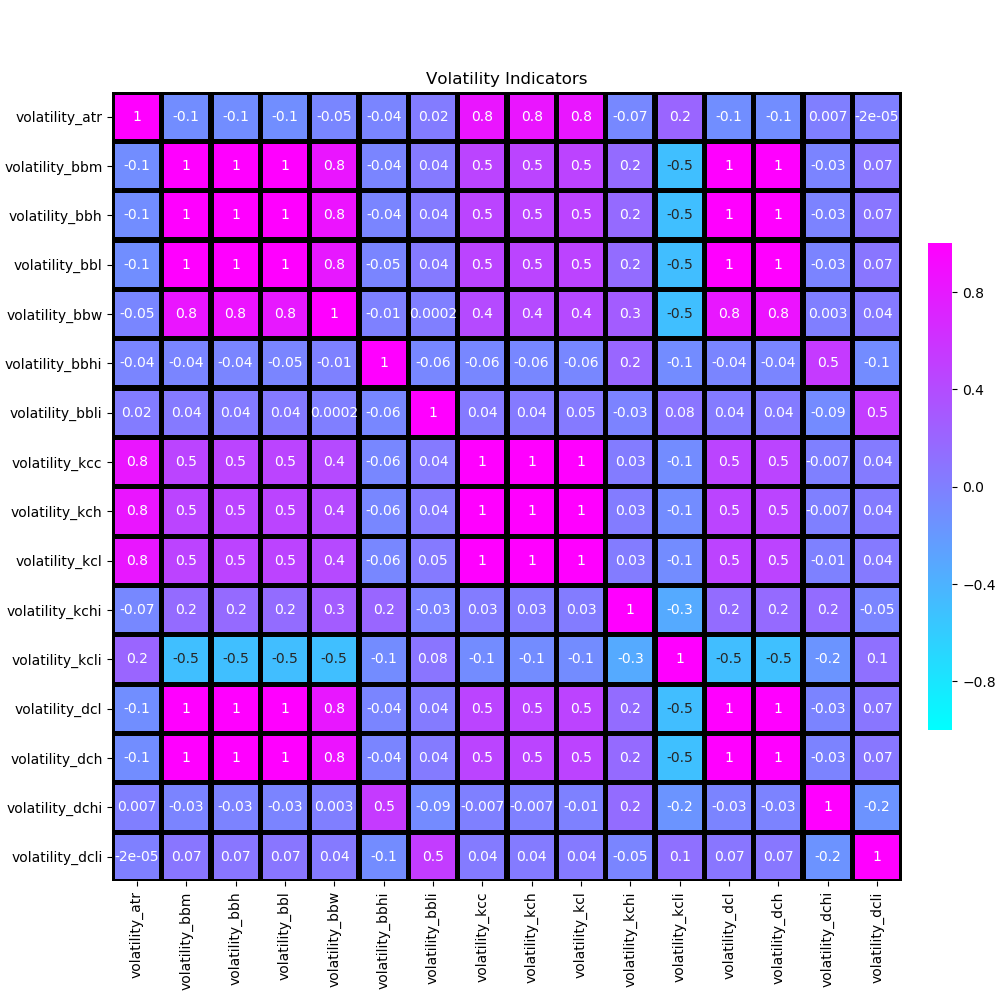 Volatility Indicators
volatility_atr 1 -0.1 -0.1 -0.1 -0.05 -0.04 0.02 0.8 0.8 0.8 -0.07 0.2 -0.1 -0.1 0.007 -2e-05
volatility_bbm -0.1 1 1 1 0.8 -0.04 0.04 0.5 0.5 0.5 0.2 -0.5 1 1 -0.03 0.07
volatility_bbh -0.1 1 1 1 0.8 -0.04 0.04 0.5 0.5 0.5 0.2 -0.5 1 1 -0.03 0.07
volatility_bbl -0.1 1 1 1 0.8 -0.05 0.04 0.5 0.5 0.5 0.2 -0.5 1 1 -0.03 0.07
volatility_bbw -0.05 0.8 0.8 0.8 1 -0.01 0.0002 0.4 0.4 0.4 0.3 -0.5 0.8 0.8 0.003 0.04
volatility_bbhi -0.04 -0.04 -0.04 -0.05 -0.01 1 -0.06 -0.06 -0.06 -0.06 0.2 -0.1 -0.04 -0.04 0.5 -0.1
volatility_bbli 0.02 0.04 0.04 0.04 0.0002 -0.06 1 0.04 0.04 0.05 -0.03 0.08 0.04 0.04 -0.09 0.5
volatility_kcc 0.8 0.5 0.5 0.5 0.4 -0.06 0.04 1 1 1 0.03 -0.1 0.5 0.5 -0.007 0.04
volatility_kch 0.8 0.5 0.5 0.5 0.4 -0.06 0.04 1 1 1 0.03 -0.1 0.5 0.5 -0.007 0.04
volatility_kcl 0.8 0.5 0.5 0.5 0.4 -0.06 0.05 1 1 1 0.03 -0.1 0.5 0.5 -0.01 0.04
volatility_kchi -0.07 0.2 0.2 0.2 0.3 0.2 -0.03 0.03 0.03 0.03 1 -0.3 0.2 0.2 0.2 -0.05
volatility_kcli 0.2 -0.5 -0.5 -0.5 -0.5 -0.1 0.08 -0.1 -0.1 -0.1 -0.3 1 -0.5 -0.5 -0.2 0.1
volatility_dcl -0.1 1 1 1 0.8 -0.04 0.04 0.5 0.5 0.5 0.2 -0.5 1 1 -0.03 0.07
volatility_dch -0.1 1 1 1 0.8 -0.04 0.04 0.5 0.5 0.5 0.2 -0.5 1 1 -0.03 0.07
volatility_dchi 0.007 -0.03 -0.03 -0.03 0.003 0.5 -0.09 -0.007 -0.007 -0.01 0.2 -0.2 -0.03 -0.03 1 -0.2
volatility_dcli -2e-05 0.07 0.07 0.07 0.04 -0.1 0.5 0.04 0.04 0.04 -0.05 0.1 0.07 0.07 -0.2 1
volatility_atr
volatility_bbm
volatility_bbh
volatility_bbl
volatility_bbw
volatility_bbhi
volatility_bbli
volatility_kcc
volatility_kch
volatility_kcl
volatility_kchi
volatility_kcli
volatility_dcl
volatility_dch
volatility_dchi
volatility_dcli
0.8
0.4
0.0
−0.4
−0.8